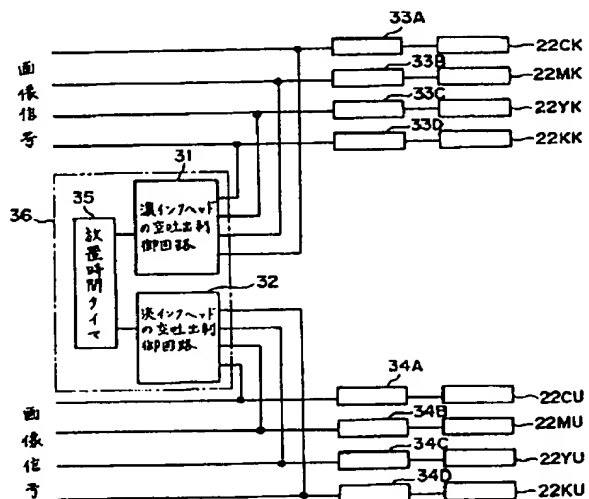 33A
22CK
33B
22MK
33C
22YK
33D
22KK
画像信号
31
濃インクヘッド
の空吐出制
御回路
36
35
放置時間タイマ
32
淡インクヘッド
の空吐出制
御回路
34A
22CU
34B
22MU
34C
22YU
34D
22KU
画像信号